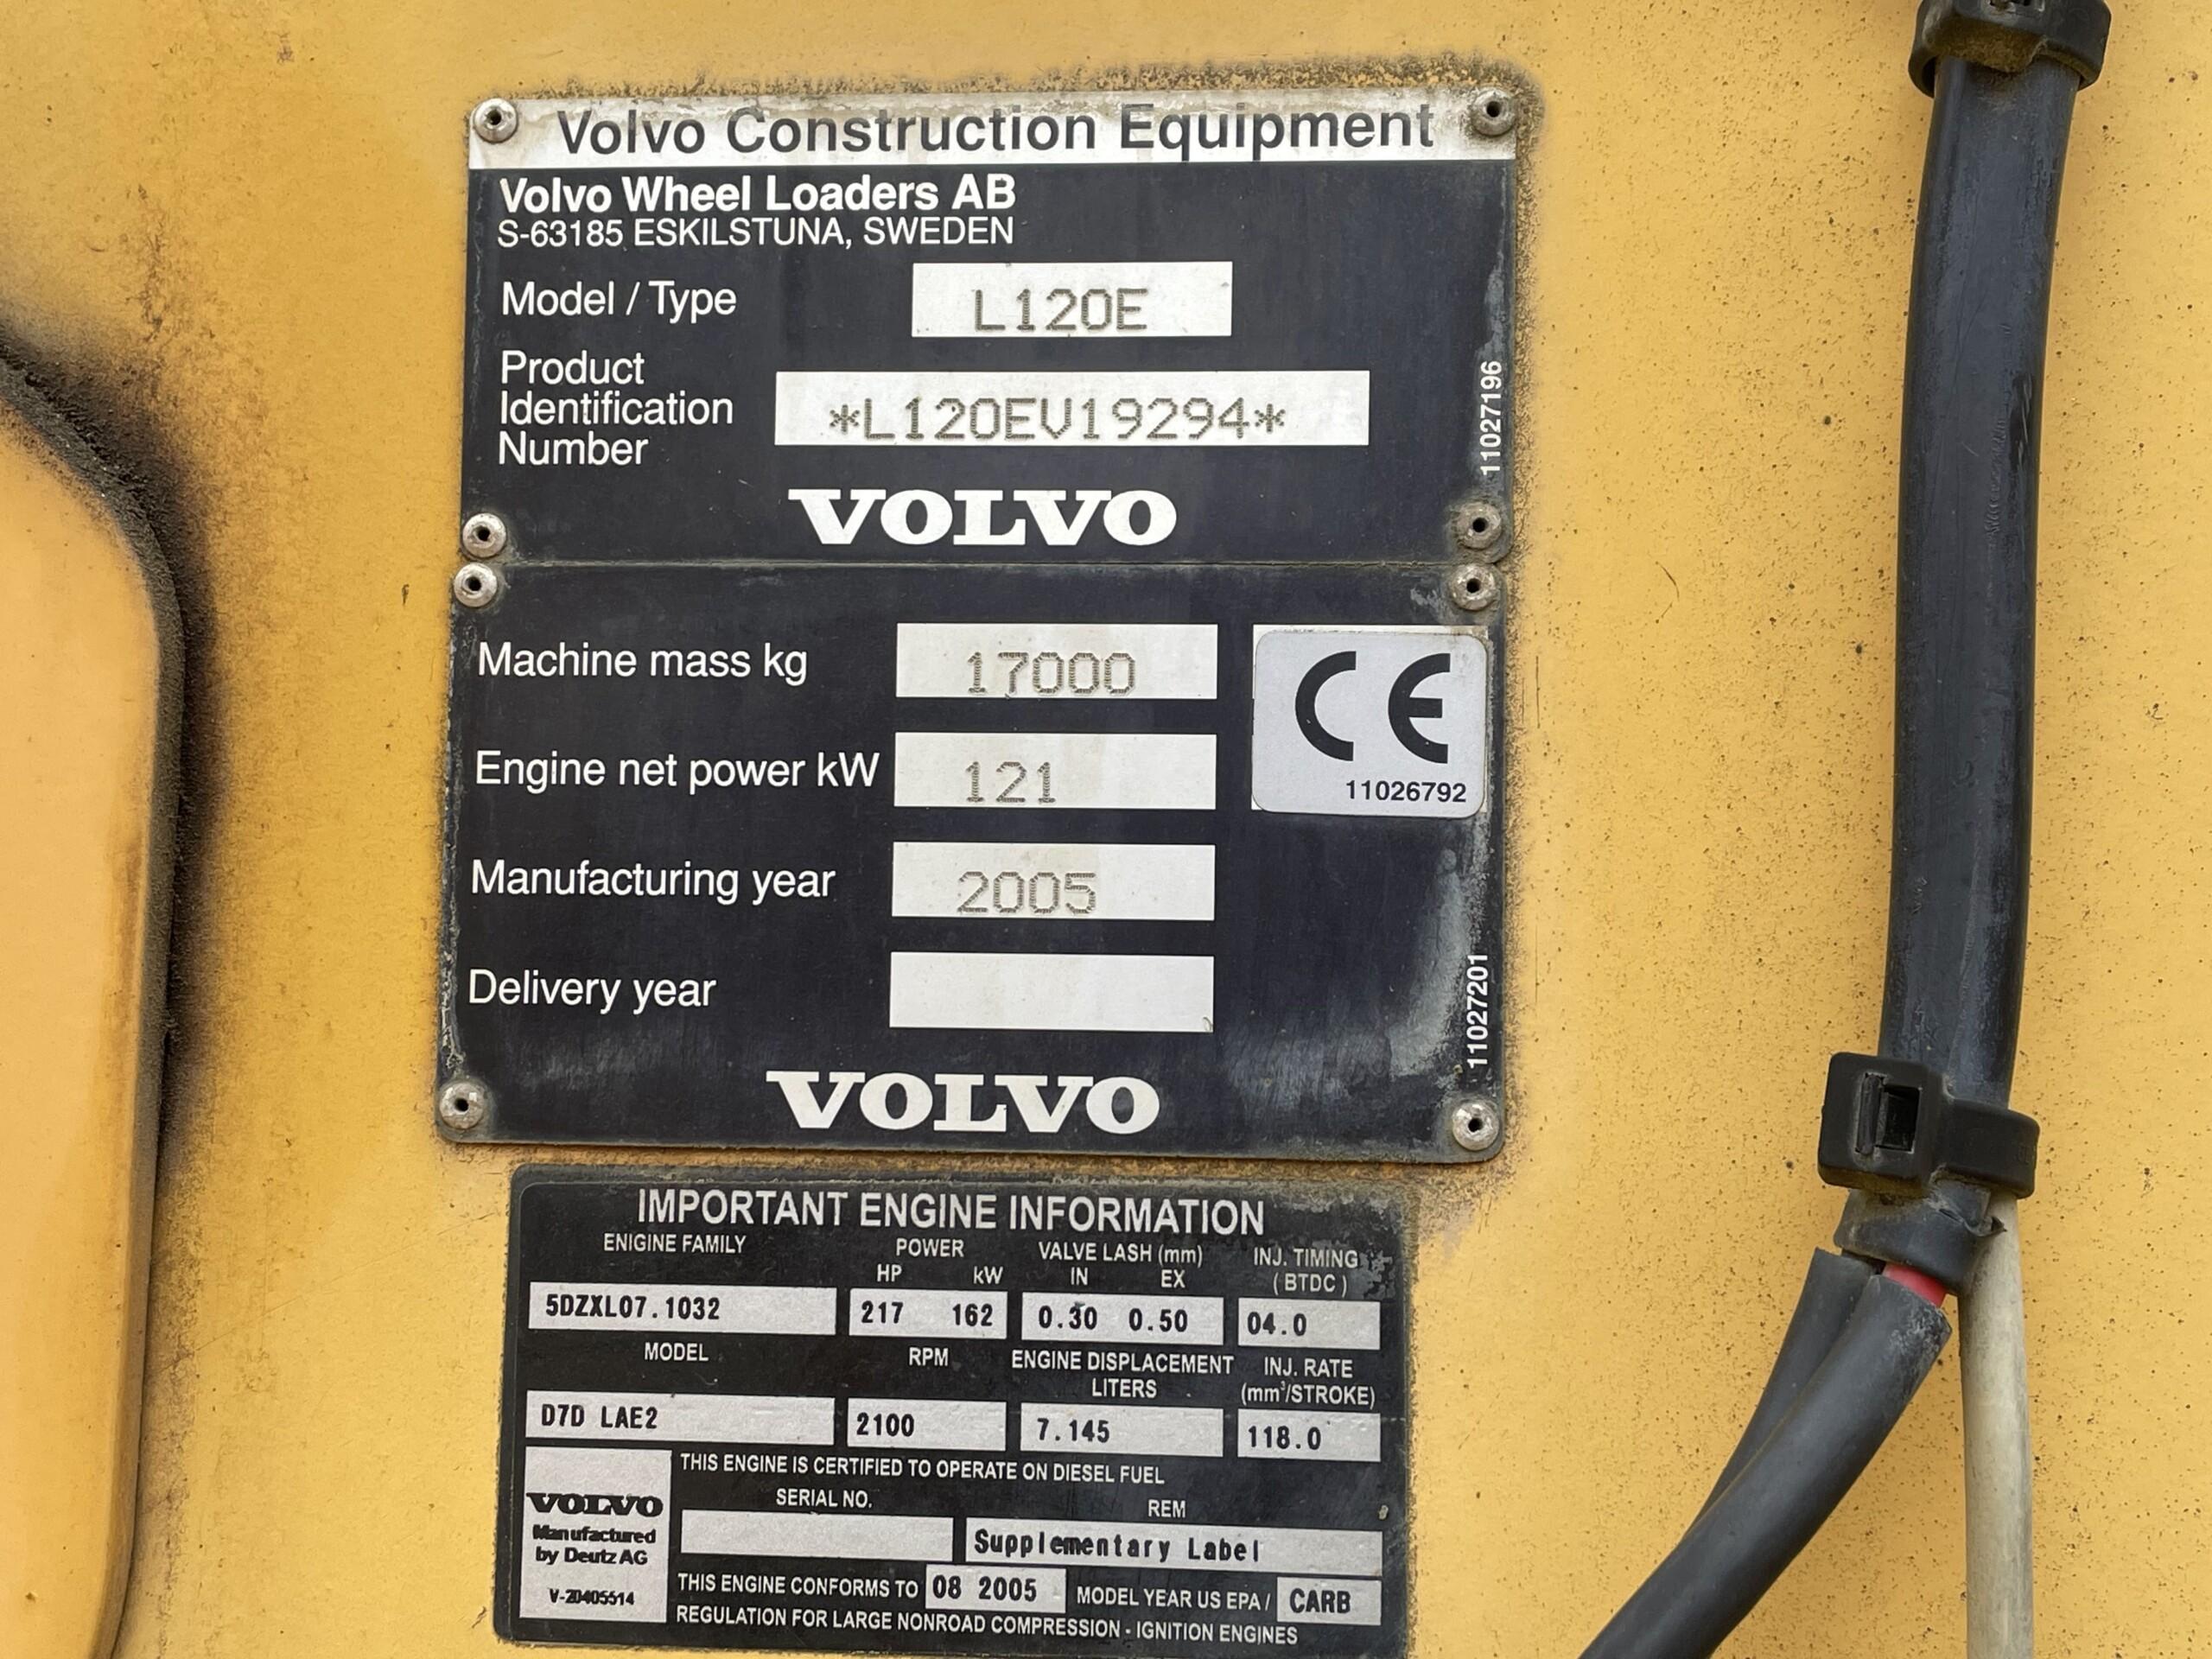 Volvo Construction Equipment
Volvo Wheel Loaders AB
S-63185 ESKILSTUNA, SWEDEN
Model / Type L120E
Product
Identification
Number
*L120EV19294*
11027196
VOLVO
Machine mass kg 17000
CE
11026792
Engine net power kW 121
Manufacturing year 2005
Delivery year
11027201
VOLVO
IMPORTANT ENGINE INFORMATION
ENIGINE FAMILY POWER VALVE LASH (mm) INJ. TIMING
HP kW IN EX (BTDC)
5DZXL07.1032 217 162 0.30 0.50 04.0
MODEL RPM ENGINE DISPLACEMENT INJ. RATE
LITERS (mm³/STROKE)
D7D LAE2 2100 7.145 118.0
THIS ENGINE IS CERTIFIED TO OPERATE ON DIESEL FUEL
SERIAL NO. REM
Supplementary Label
VOLVO
Manufactured
by Deutz AG
V-20405514
THIS ENGINE CONFORMS TO 08 2005 MODEL YEAR US EPA / CARB
REGULATION FOR LARGE NONROAD COMPRESSION - IGNITION ENGINES